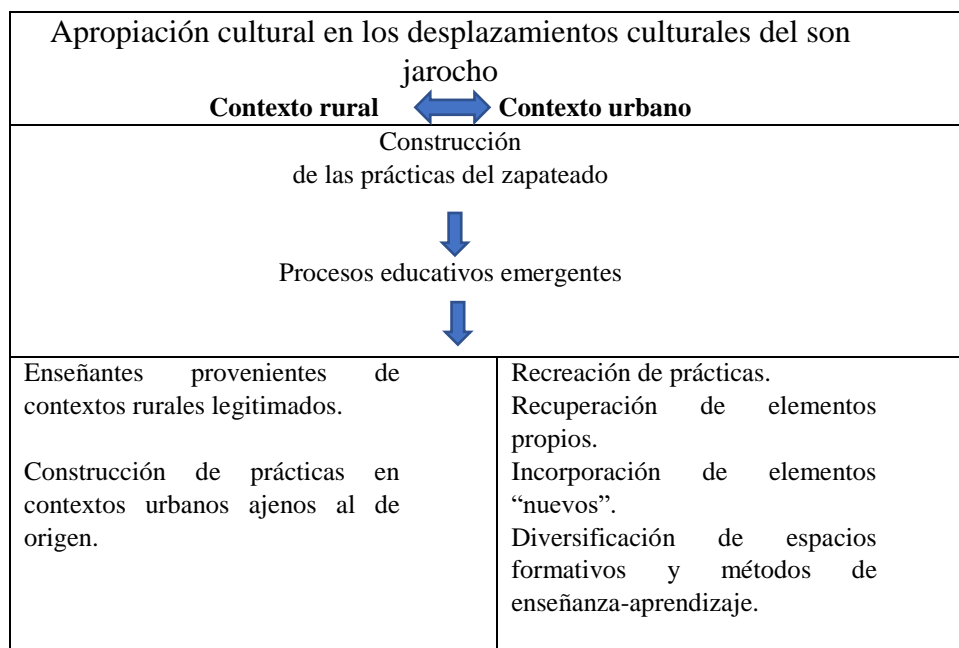 Apropiación cultural en los desplazamientos culturales del son
jarocho
Contexto rural Contexto urbano
Construcción
de las prácticas del zapateado
Procesos educativos emergentes
Enseñantes provenientes de
contextos rurales legitimados.
Construcción de prácticas en
contextos urbanos ajenos al de
origen.
Recreación de prácticas.
Recuperación de elementos
propios.
Incorporación de elementos
“nuevos”.
Diversificación de espacios
formativos y métodos de
enseñanza-aprendizaje.